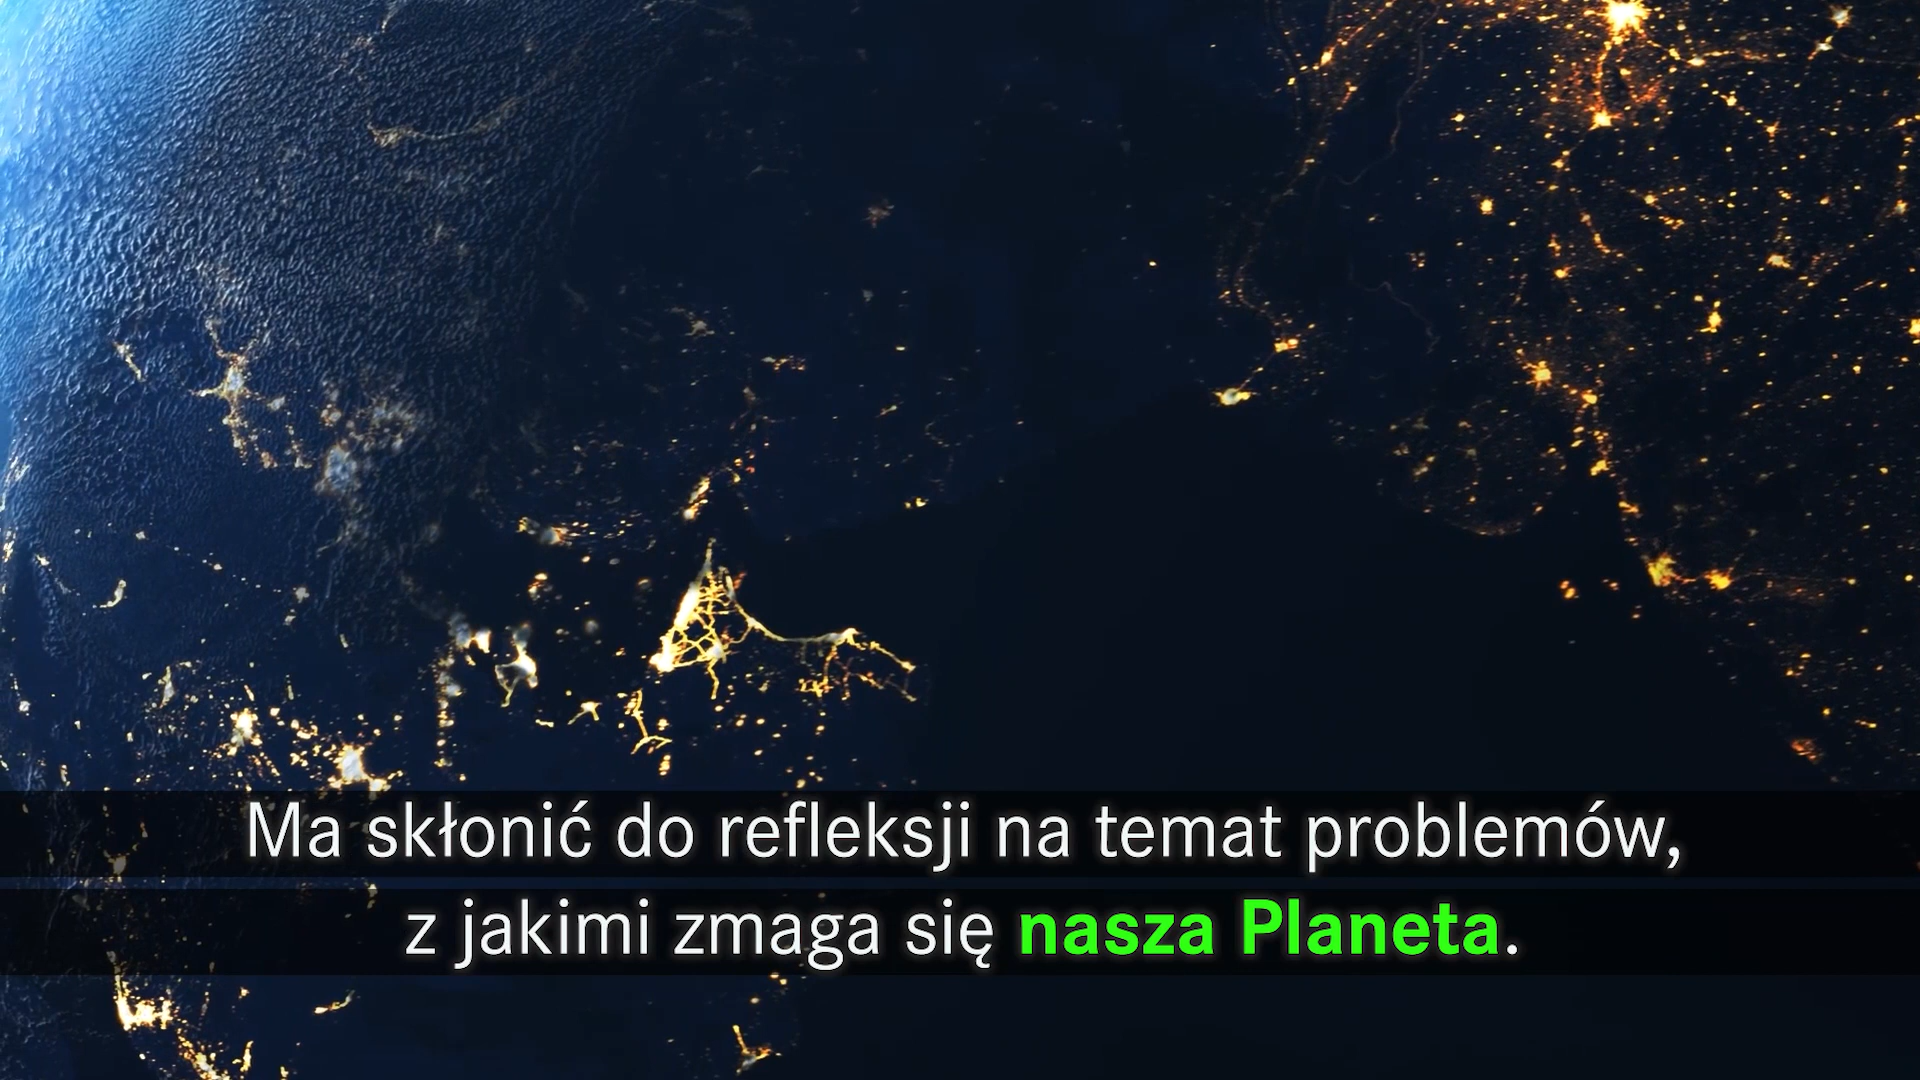 Ma skłonić do refleksji na temat problemów,
z jakimi zmaga się nasza Planeta.